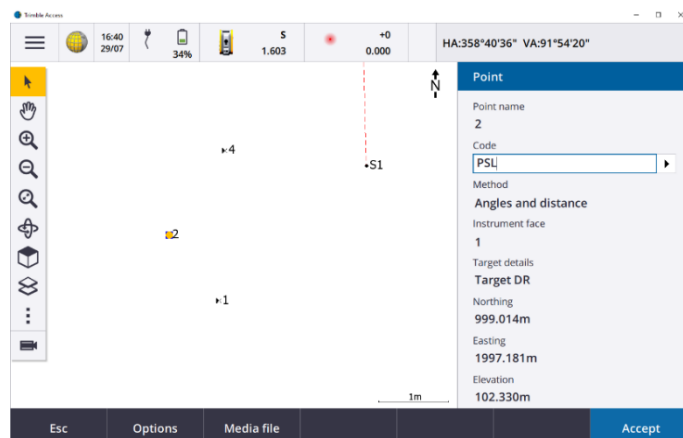 Trimble Access
16:40
29/07
34%
S
1.603
+0
0.000
HA:358°40'36" VA:91°54'20"
N
4
S1
2
1
1m
Point
Point name
2
Code
PSL
Method
Angles and distance
Instrument face
1
Target details
Target DR
Northing
999.014m
Easting
1997.181m
Elevation
102.330m
Esc
Options
Media file
Accept